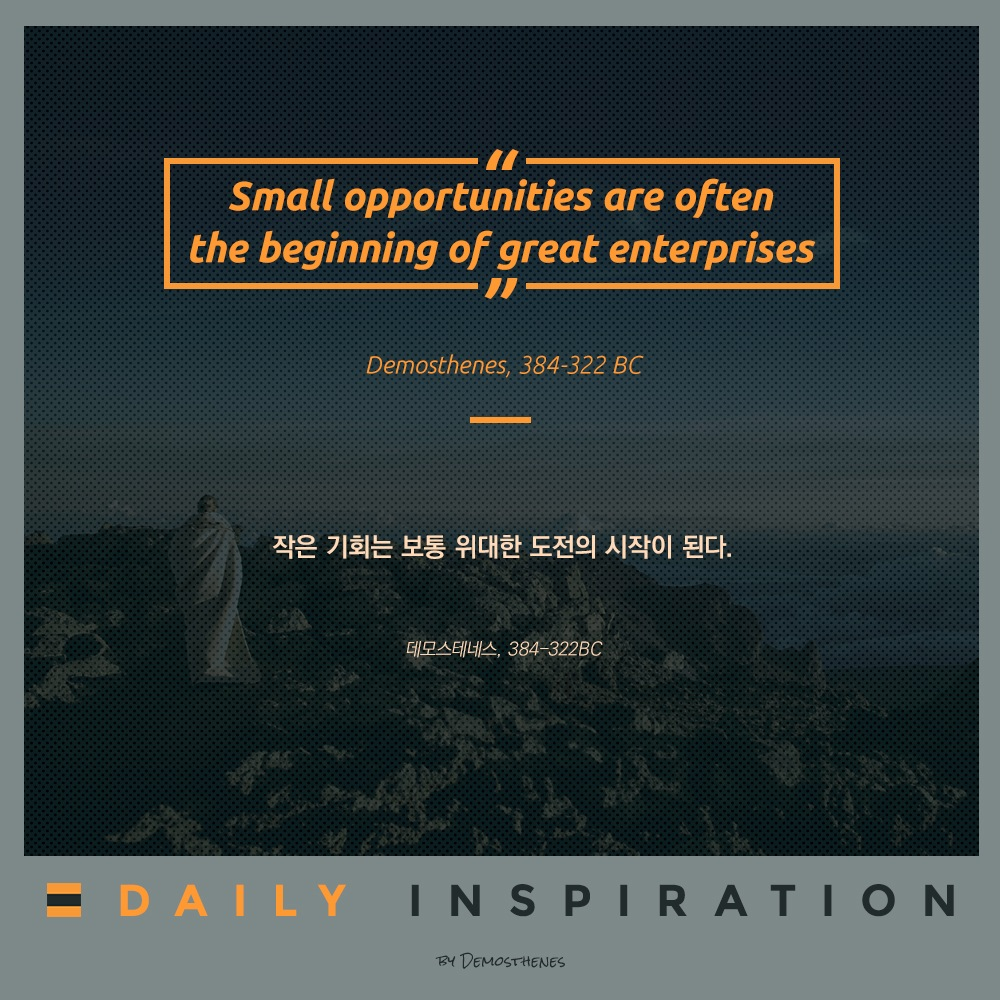 “
Small opportunities are often
the beginning of great enterprises
”
Demosthenes, 384-322 BC
작은 기회는 보통 위대한 도전의 시작이 된다.
데모스테네스, 384-322BC
DAILY INSPIRATION
by Demosthenes